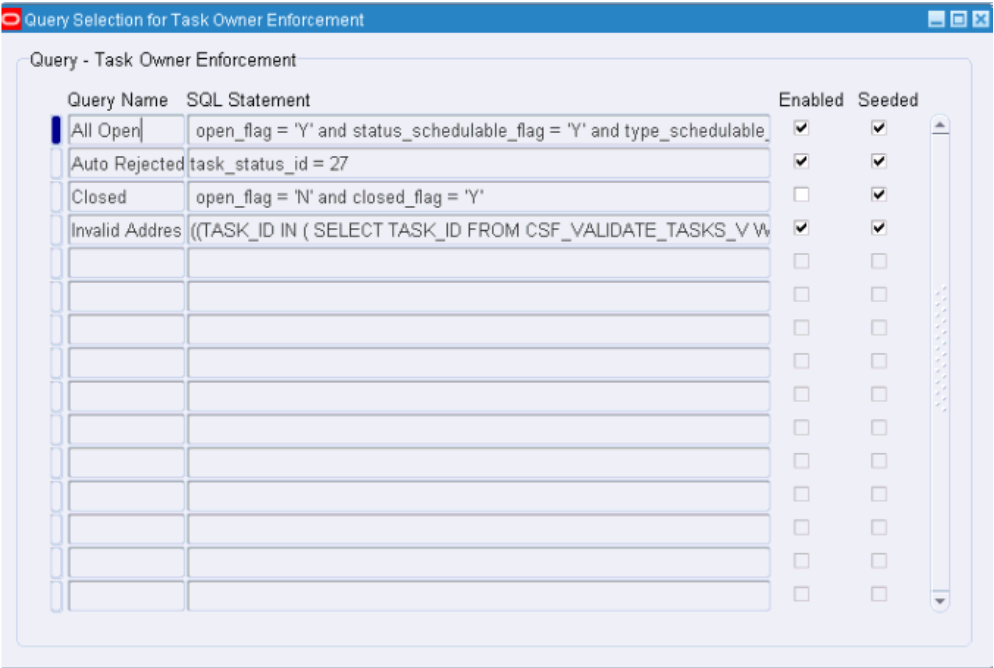 Query Selection for Task Owner Enforcement
Query - Task Owner Enforcement
Query Name SQL Statement Enabled Seeded
All Open open_flag = 'Y' and status_schedulable_flag = 'Y' and type_schedulable_
Auto Rejected task_status_id = 27
Closed open_flag = 'N' and closed_flag = 'Y'
Invalid Addres ((TASK_ID IN ( SELECT TASK_ID FROM CSF_VALIDATE_TASKS_V